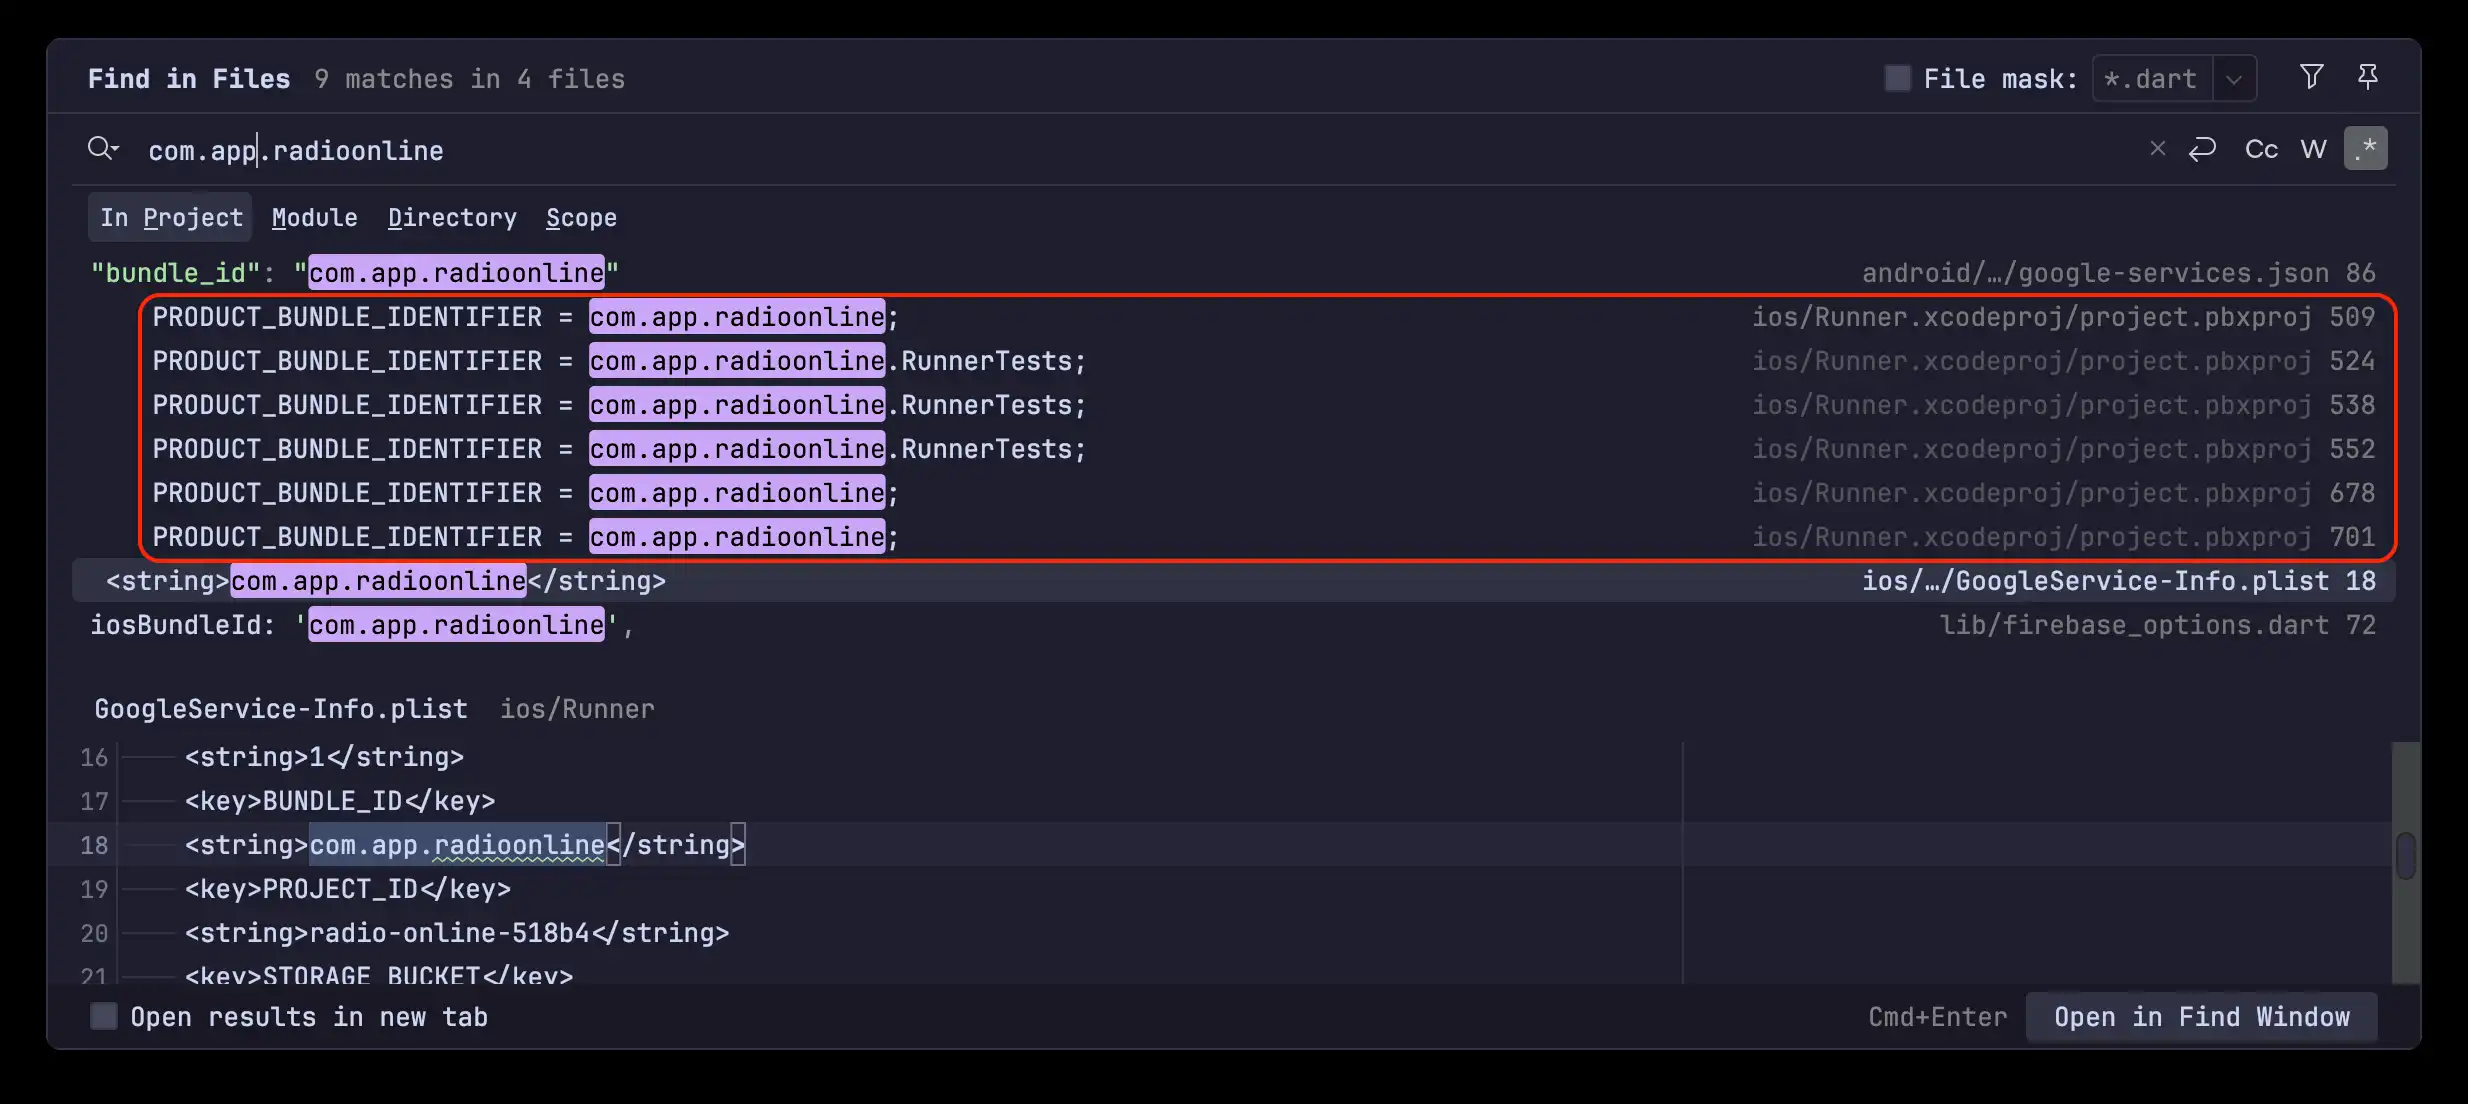 Find in Files 9 matches in 4 files File mask: *.dart
com.app.radioonline Cc W .*
In Project Module Directory Scope
"bundle_id": "com.app.radioonline" android/…/google-services.json 86
PRODUCT_BUNDLE_IDENTIFIER = com.app.radioonline; ios/Runner.xcodeproj/project.pbxproj 509
PRODUCT_BUNDLE_IDENTIFIER = com.app.radioonline.RunnerTests; ios/Runner.xcodeproj/project.pbxproj 524
PRODUCT_BUNDLE_IDENTIFIER = com.app.radioonline.RunnerTests; ios/Runner.xcodeproj/project.pbxproj 538
PRODUCT_BUNDLE_IDENTIFIER = com.app.radioonline.RunnerTests; ios/Runner.xcodeproj/project.pbxproj 552
PRODUCT_BUNDLE_IDENTIFIER = com.app.radioonline; ios/Runner.xcodeproj/project.pbxproj 678
PRODUCT_BUNDLE_IDENTIFIER = com.app.radioonline; ios/Runner.xcodeproj/project.pbxproj 701
<string>com.app.radioonline</string> ios/…/GoogleService-Info.plist 18
iosBundleId: 'com.app.radioonline', lib/firebase_options.dart 72
GoogleService-Info.plist ios/Runner
16 <string>1</string>
17 <key>BUNDLE_ID</key>
18 <string>com.app.radioonline</string>
19 <key>PROJECT_ID</key>
20 <string>radio-online-518b4</string>
21 <key>STORAGE_BUCKET</key>
Open results in new tab Cmd+Enter Open in Find Window